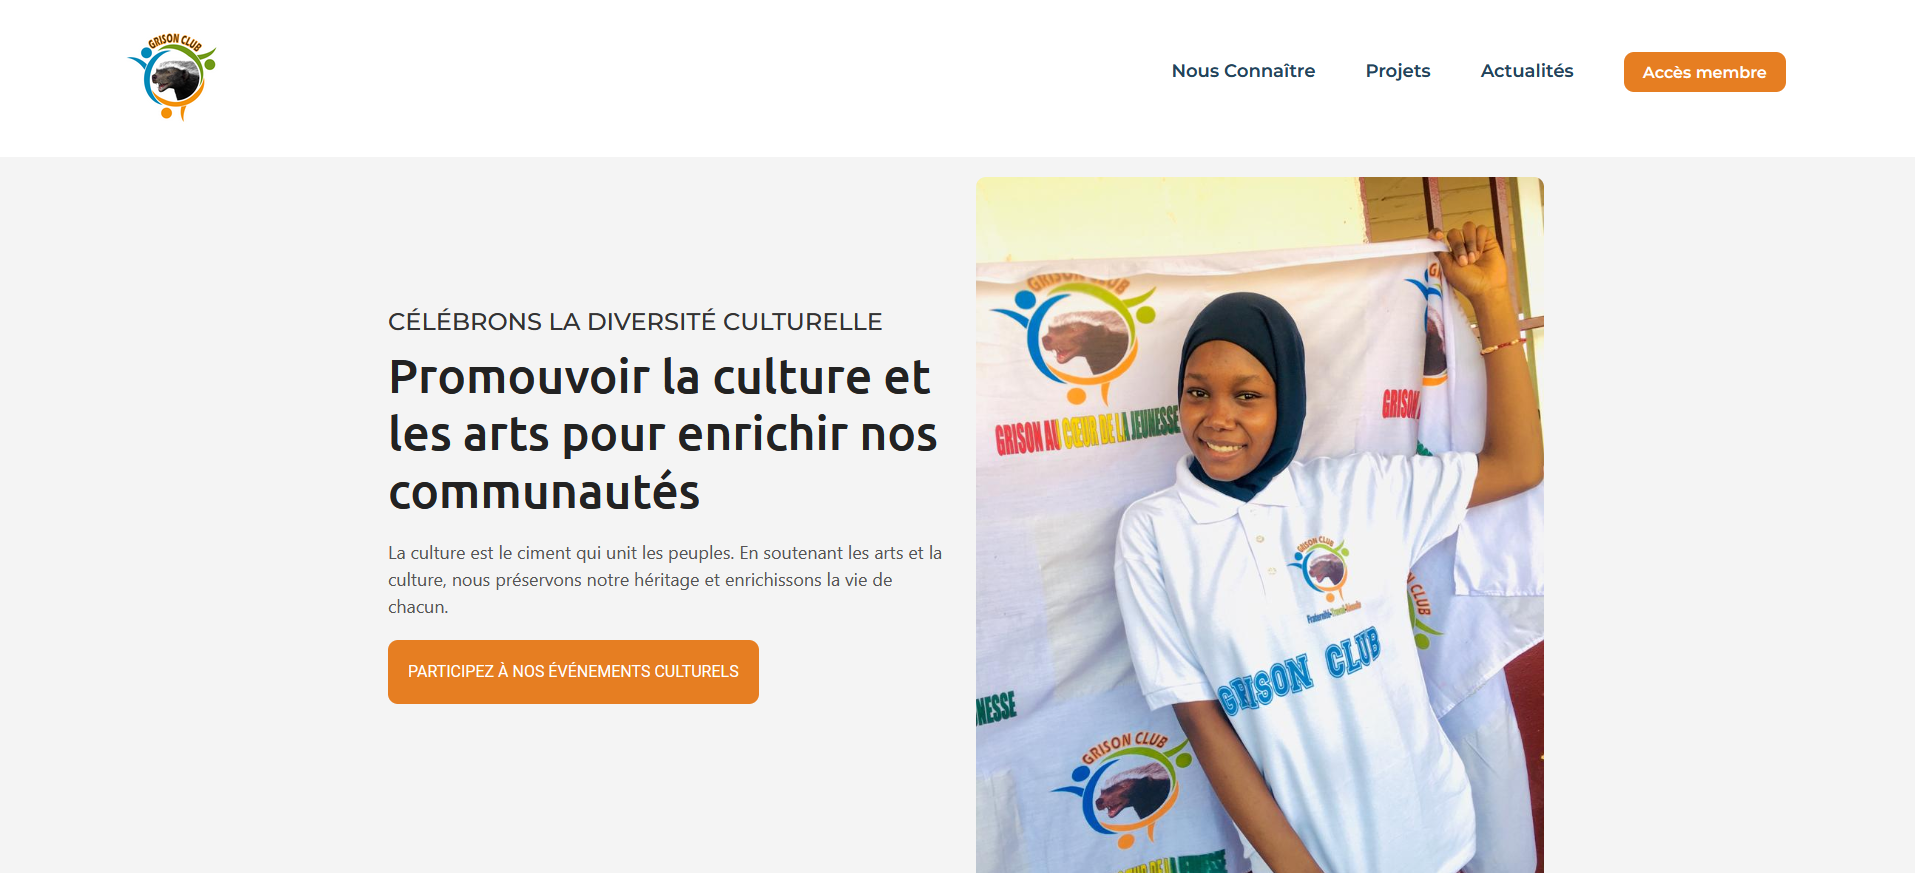 GRISON CLUB
Nous Connaître
Projets
Actualités
Accès membre
CÉLÉBRONS LA DIVERSITÉ CULTURELLE
Promouvoir la culture et
les arts pour enrichir nos
communautés
La culture est le ciment qui unit les peuples. En soutenant les arts et la
culture, nous préservons notre héritage et enrichissons la vie de
chacun.
PARTICIPEZ À NOS ÉVÉNEMENTS CULTURELS
GRISON CLUB
GRISON AU CŒUR DE LA JEUNESSE
GRISON
GRISON CLUB
GRISON CLUB
GRISON CLUB
GRISON CLUB